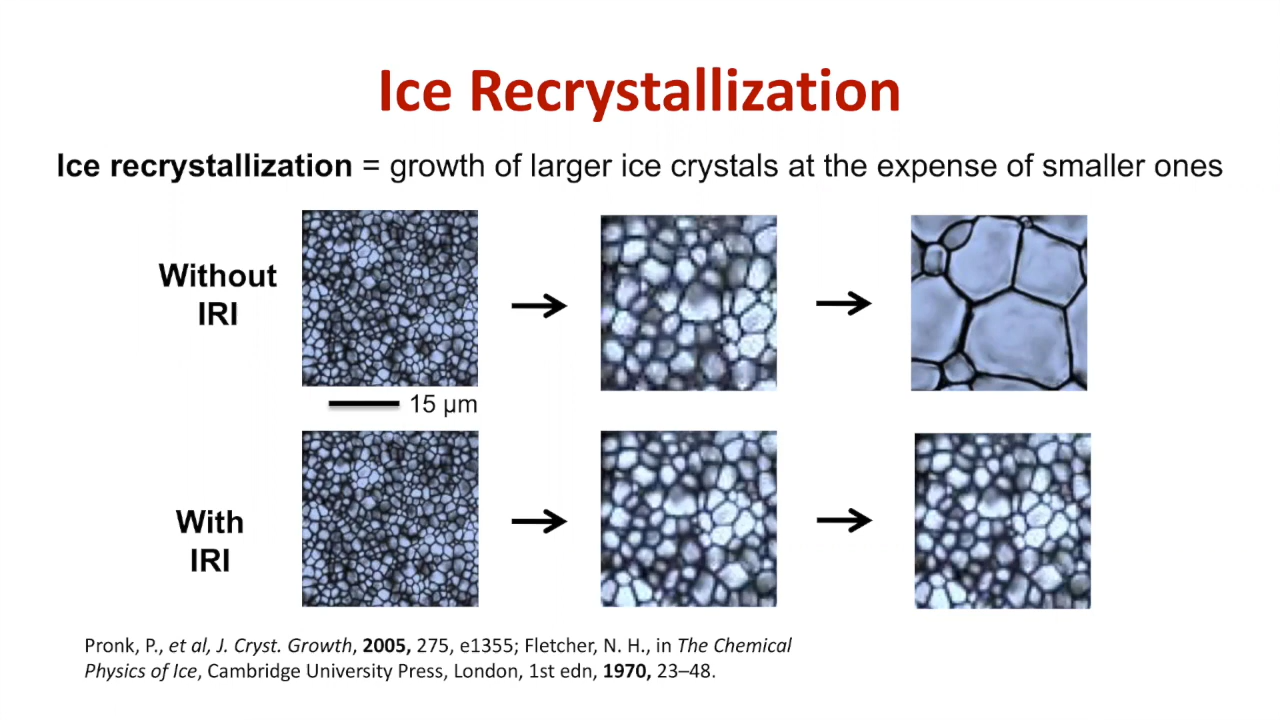 Ice Recrystallization
Ice recrystallization = growth of larger ice crystals at the expense of smaller ones
Without
IRI
15 µm
With
IRI
Pronk, P., et al, J. Cryst. Growth, 2005, 275, e1355; Fletcher, N. H., in The Chemical
Physics of Ice, Cambridge University Press, London, 1st edn, 1970, 23–48.